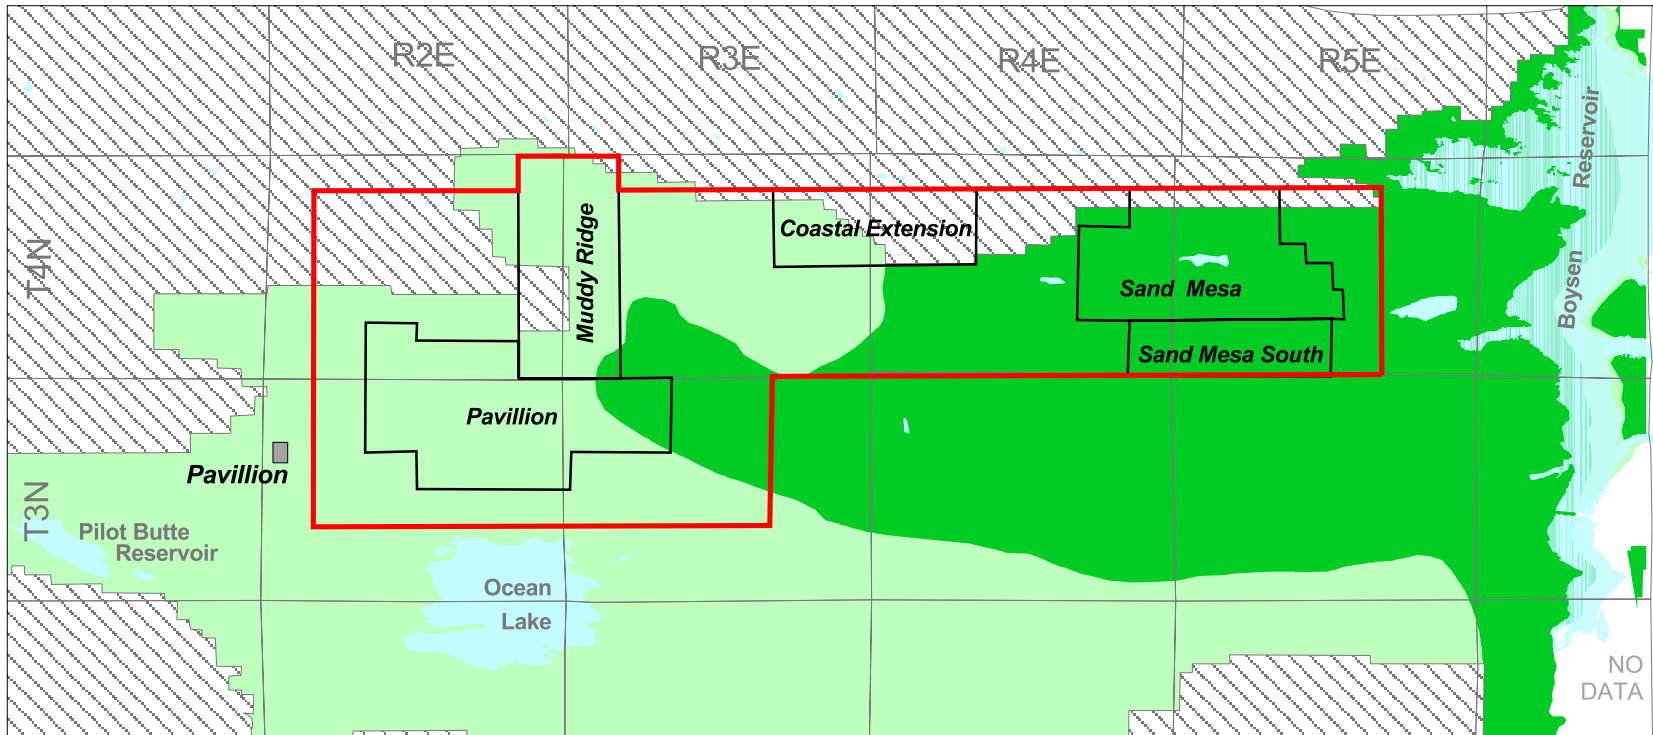 R2E
R3E
R4E
R5E
T4N
T3N
Muddy Ridge
Coastal Extension
Sand Mesa
Sand Mesa South
Pavillion
Pavillion
Pilot Butte
Reservoir
Ocean
Lake
Boysen
Reservoir
NO
DATA